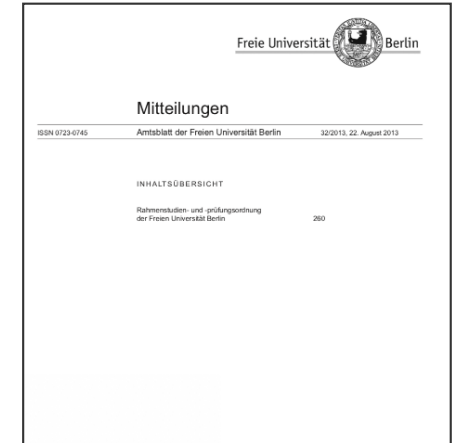 Freie Universität Berlin
Mitteilungen
ISSN 0723-0745 Amtsblatt der Freien Universität Berlin 32/2013, 22. August 2013
INHALTSÜBERSICHT
Rahmenstudien- und -prüfungsordnung
der Freien Universität Berlin 260